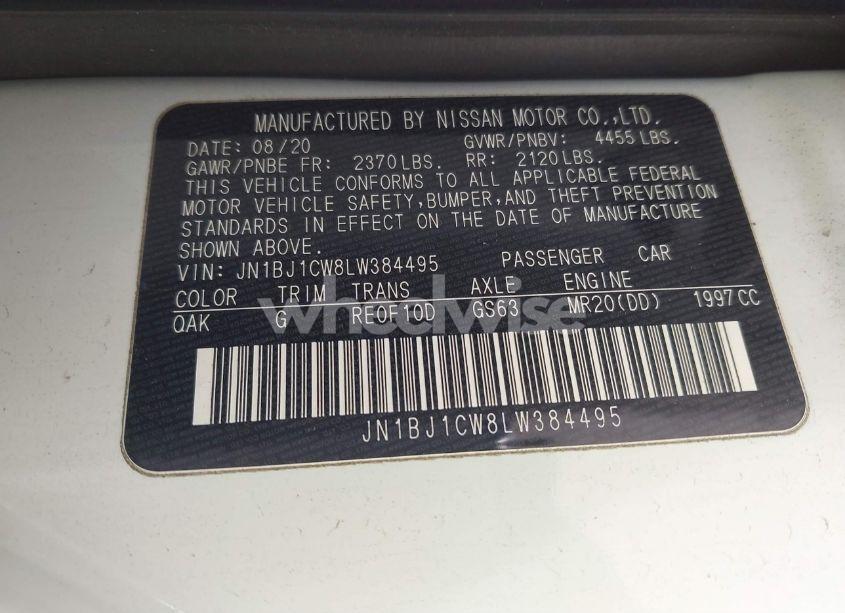 MANUFACTURED BY NISSAN MOTOR CO.,LTD.
DATE: 08/20 GVWR/PNBV: 4455 LBS.
GAWR/PNBE FR: 2370 LBS. RR: 2120 LBS.
THIS VEHICLE CONFORMS TO ALL APPLICABLE FEDERAL
MOTOR VEHICLE SAFETY,BUMPER,AND THEFT PREVENTION
STANDARDS IN EFFECT ON THE DATE OF MANUFACTURE
SHOWN ABOVE.
VIN: JN1BJ1CW8LW384495 PASSENGER CAR
COLOR TRIM TRANS AXLE ENGINE
QAK G RE0F10D GS63 MR20(DD) 1997 CC
wheelwise
JN1BJ1CW8LW384495